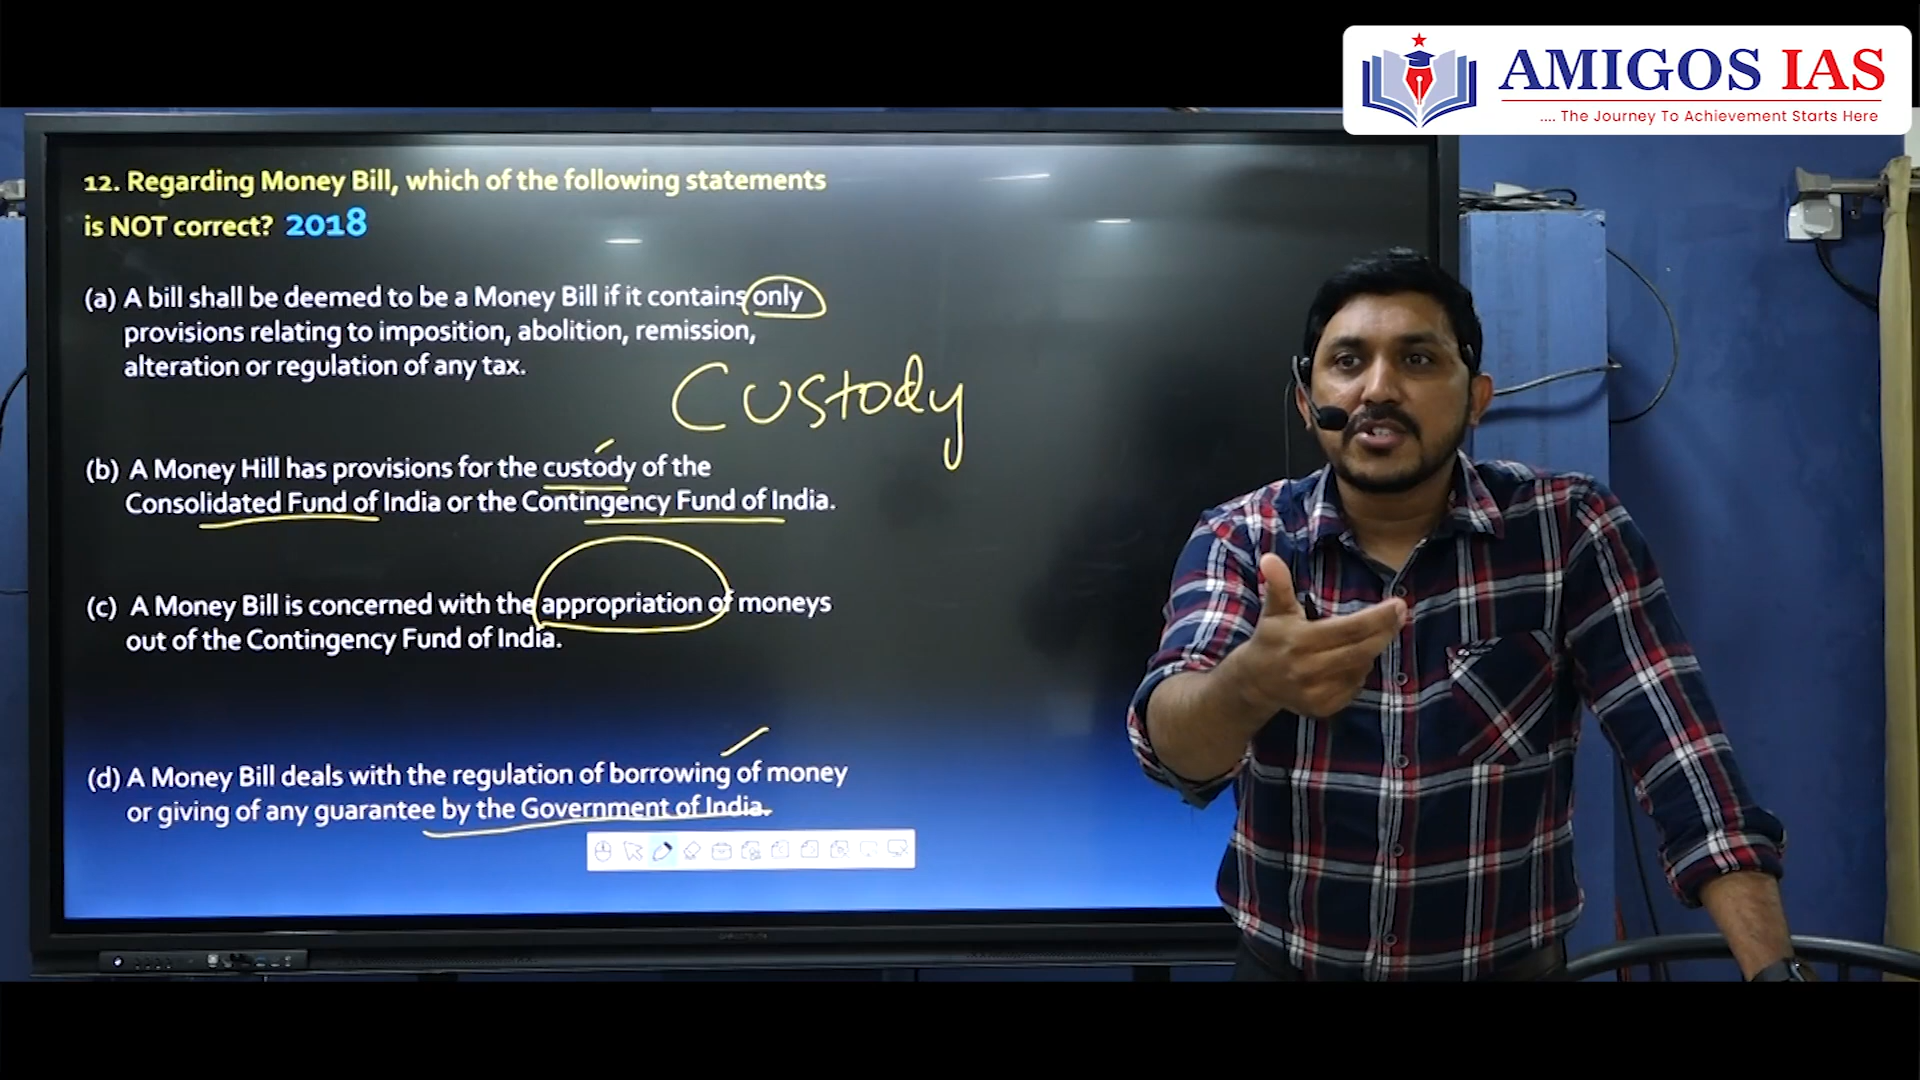 AMIGOS IAS
.... The Journey To Achievement Starts Here
12. Regarding Money Bill, which of the following statements
is NOT correct? 2018
(a) A bill shall be deemed to be a Money Bill if it contains only
provisions relating to imposition, abolition, remission,
alteration or regulation of any tax.
Custody
(b) A Money Hill has provisions for the custody of the
Consolidated Fund of India or the Contingency Fund of India.
(c) A Money Bill is concerned with the appropriation of moneys
out of the Contingency Fund of India.
(d) A Money Bill deals with the regulation of borrowing of money
or giving of any guarantee by the Government of India.